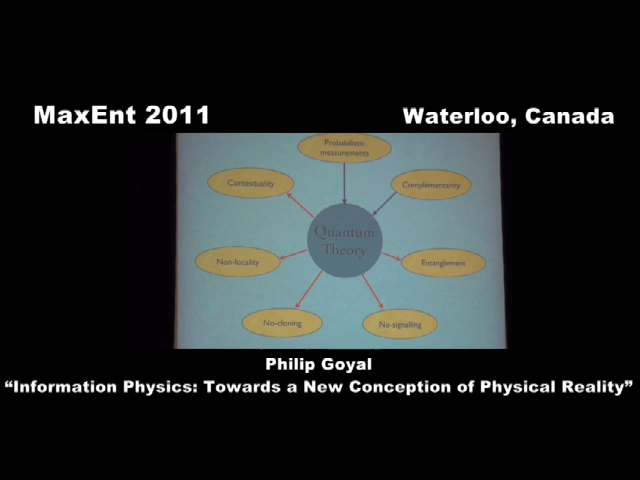 MaxEnt 2011
Waterloo, Canada
Probabilistic
measurements
Contextuality
Complementarity
Quantum
Theory
Non-locality
Entanglement
No-cloning
No-signalling
Philip Goyal
“Information Physics: Towards a New Conception of Physical Reality”